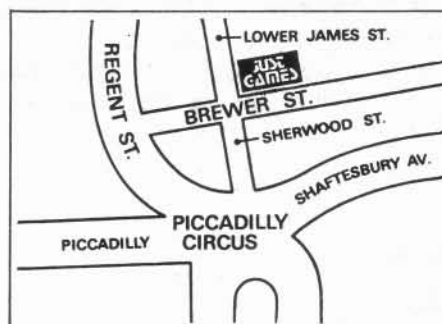 LOWER JAMES ST.
JUST
GAMES
REGENT ST.
BREWER ST.
SHERWOOD ST.
SHAFTESBURY AV.
PICCADILLY
CIRCUS
PICCADILLY